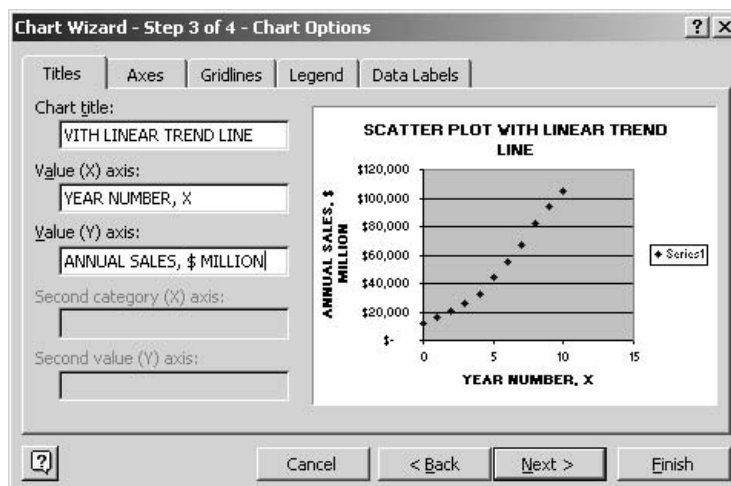 Chart Wizard - Step 3 of 4 - Chart Options
? X
Titles
Axes
Gridlines
Legend
Data Labels
Chart title:
VITH LINEAR TREND LINE
Value (X) axis:
YEAR NUMBER, X
Value (Y) axis:
ANNUAL SALES, $ MILLION
Second category (X) axis:
Second value (Y) axis:
SCATTER PLOT WITH LINEAR TREND
LINE
ANNUAL SALES, $
MILLION
$120,000
$100,000
$80,000
$60,000
$40,000
$20,000
$-
0 5 10 15
YEAR NUMBER, X
Series1
?
Cancel
< Back
Next >
Finish